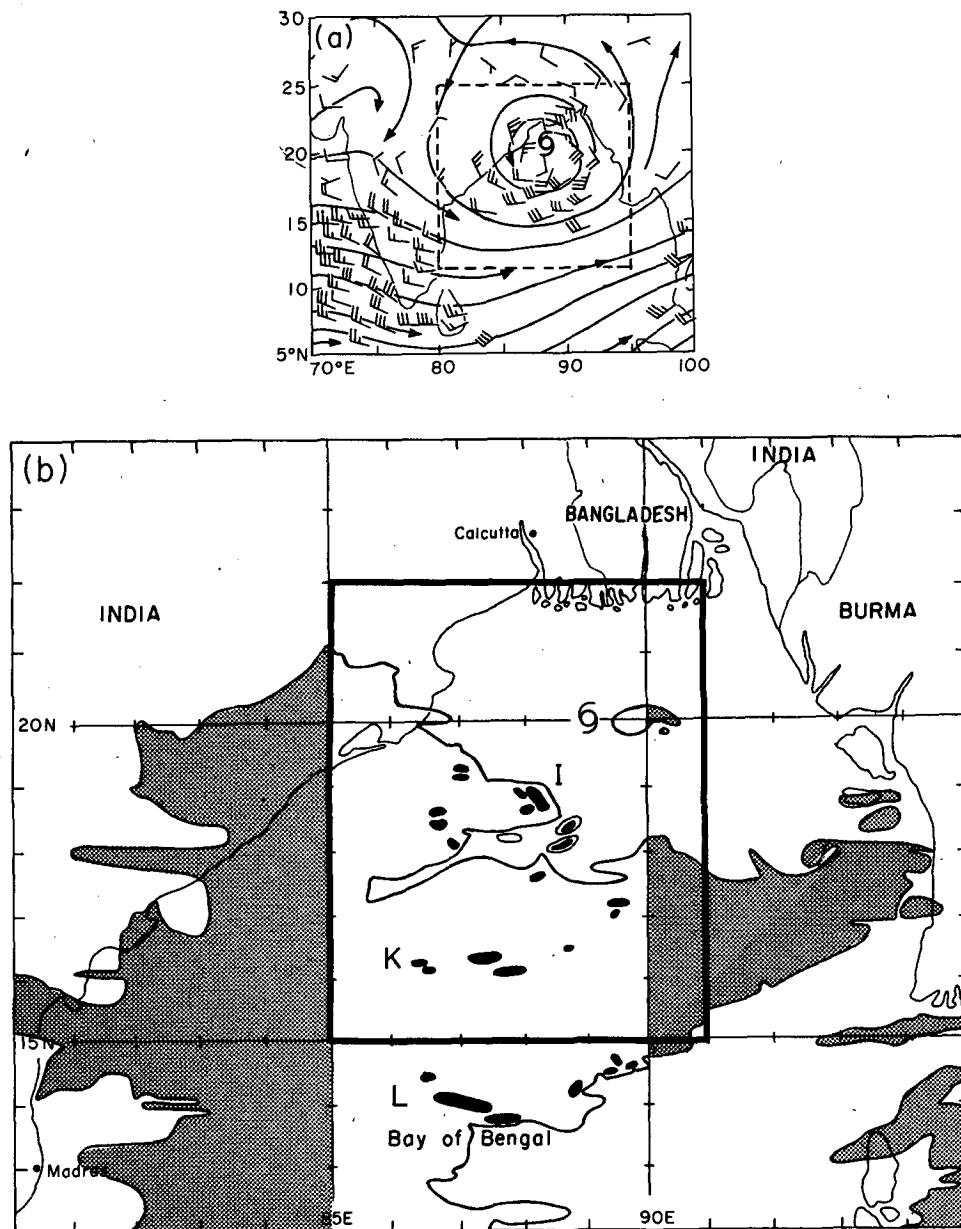 (a)
30
25
20
15
10
5°N
70°E 80 90 100
(b)
INDIA
BANGLADESH
Calcutta
INDIA
BURMA
20N
I
K
15N
L
Bay of Bengal
Madras
85E 90E